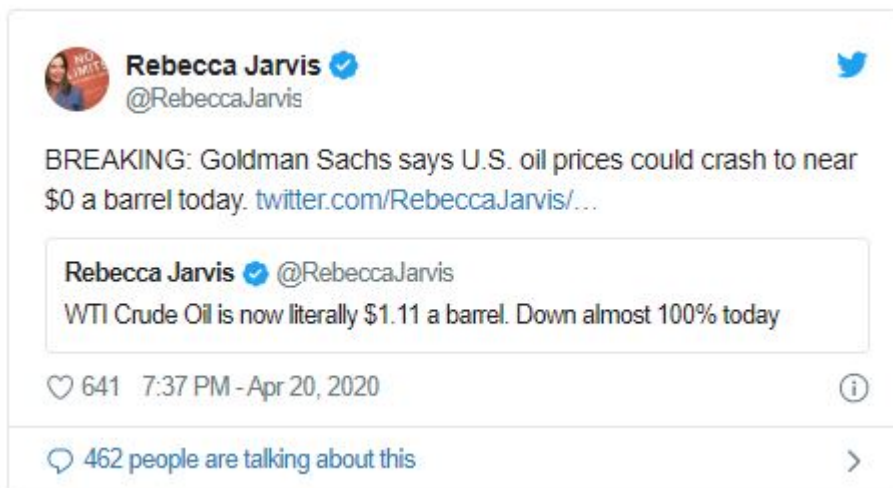 Rebecca Jarvis
@RebeccaJarvis
BREAKING: Goldman Sachs says U.S. oil prices could crash to near
$0 a barrel today. twitter.com/RebeccaJarvis/…
Rebecca Jarvis @RebeccaJarvis
WTI Crude Oil is now literally $1.11 a barrel. Down almost 100% today
641 7:37 PM - Apr 20, 2020
462 people are talking about this